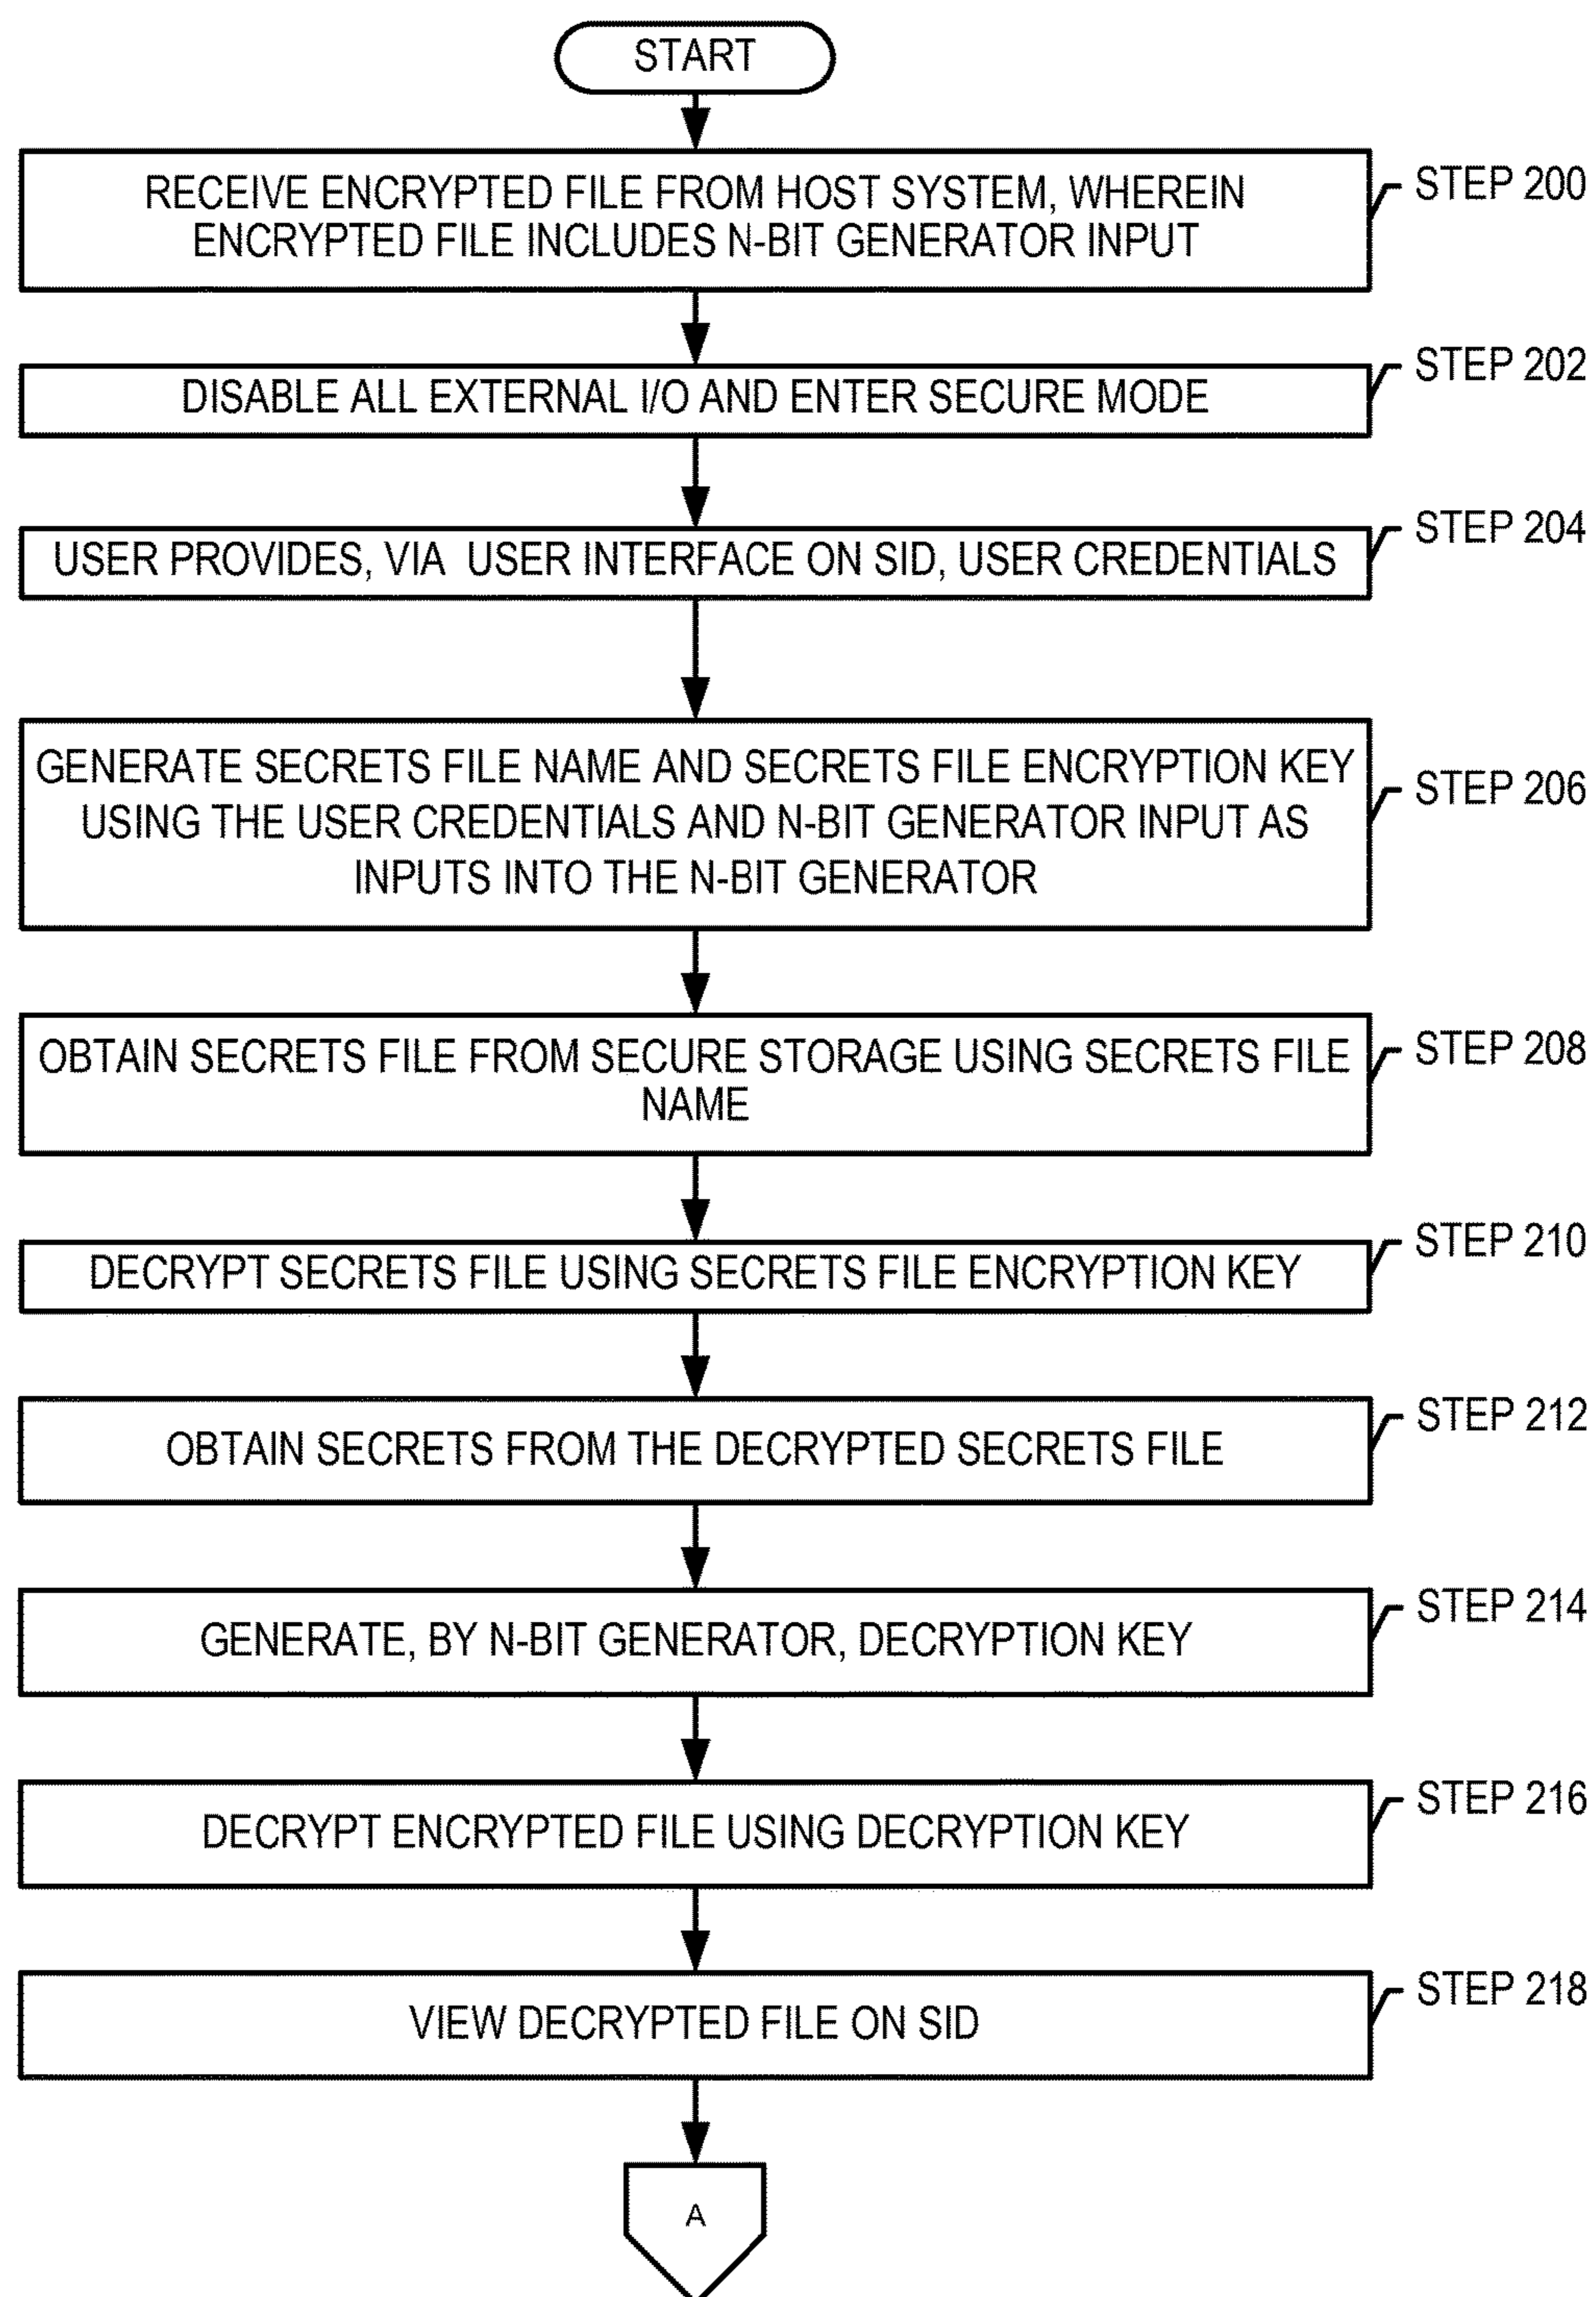 START
RECEIVE ENCRYPTED FILE FROM HOST SYSTEM, WHEREIN
ENCRYPTED FILE INCLUDES N-BIT GENERATOR INPUT
STEP 200
DISABLE ALL EXTERNAL I/O AND ENTER SECURE MODE
STEP 202
USER PROVIDES, VIA USER INTERFACE ON SID, USER CREDENTIALS
STEP 204
GENERATE SECRETS FILE NAME AND SECRETS FILE ENCRYPTION KEY
USING THE USER CREDENTIALS AND N-BIT GENERATOR INPUT AS
INPUTS INTO THE N-BIT GENERATOR
STEP 206
OBTAIN SECRETS FILE FROM SECURE STORAGE USING SECRETS FILE
NAME
STEP 208
DECRYPT SECRETS FILE USING SECRETS FILE ENCRYPTION KEY
STEP 210
OBTAIN SECRETS FROM THE DECRYPTED SECRETS FILE
STEP 212
GENERATE, BY N-BIT GENERATOR, DECRYPTION KEY
STEP 214
DECRYPT ENCRYPTED FILE USING DECRYPTION KEY
STEP 216
VIEW DECRYPTED FILE ON SID
STEP 218
A